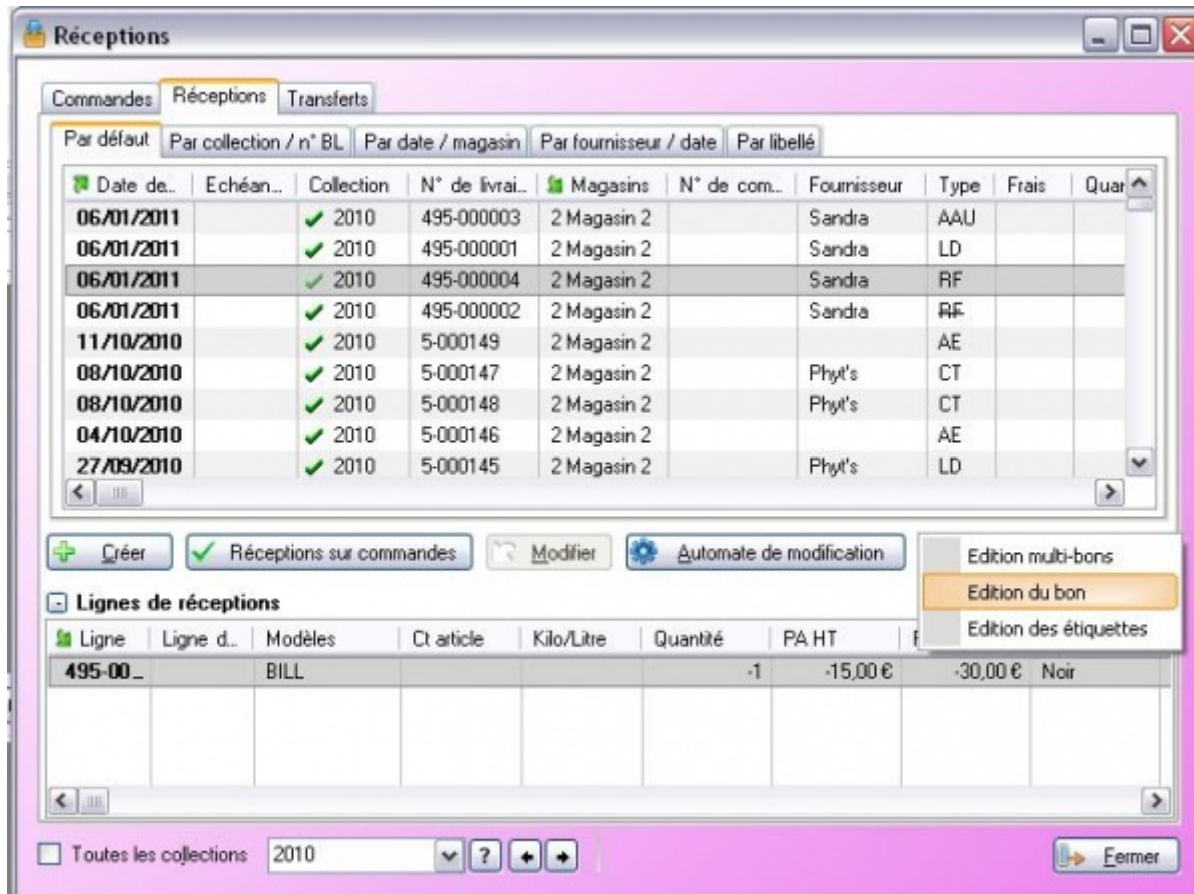 Réceptions
Commandes Réceptions Transferts
Par défaut Par collection / n° BL Par date / magasin Par fournisseur / date Par libellé
Date de... Echéan... Collection N° de livrai... Magasins N° de com... Fournisseur Type Frais Quar
06/01/2011 2010 495-000003 2 Magasin 2 Sandra AAU
06/01/2011 2010 495-000001 2 Magasin 2 Sandra LD
06/01/2011 2010 495-000004 2 Magasin 2 Sandra RF
06/01/2011 2010 495-000002 2 Magasin 2 Sandra RF
11/10/2010 2010 5-000149 2 Magasin 2 AE
08/10/2010 2010 5-000147 2 Magasin 2 Phyt's CT
08/10/2010 2010 5-000148 2 Magasin 2 Phyt's CT
04/10/2010 2010 5-000146 2 Magasin 2 AE
27/09/2010 2010 5-000145 2 Magasin 2 Phyt's LD
Créer Réceptions sur commandes Modifier Automate de modification
Edition multi-bons
Edition du bon
Edition des étiquettes
Lignes de réceptions
Ligne Ligne d... Modèles Ct article Kilo/Litre Quantité PA HT
495-00... BILL -1 -15,00 € -30,00 € Noir
Toutes les collections 2010 ? Fermer